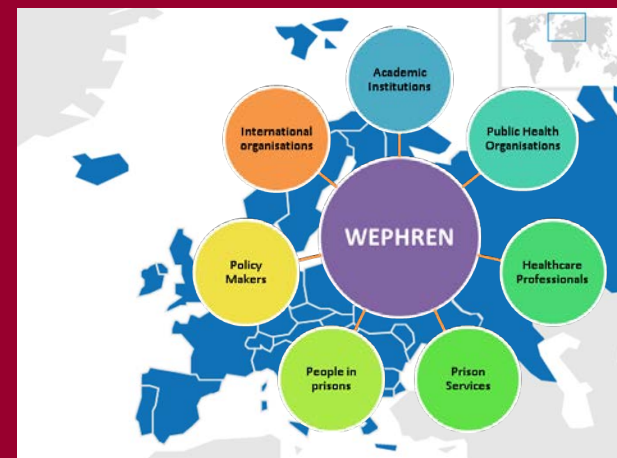 Academic
Institutions
International
organisations
Public Health
Organisations
WEPHREN
Policy
Makers
Healthcare
Professionals
People in
prisons
Prison
Services